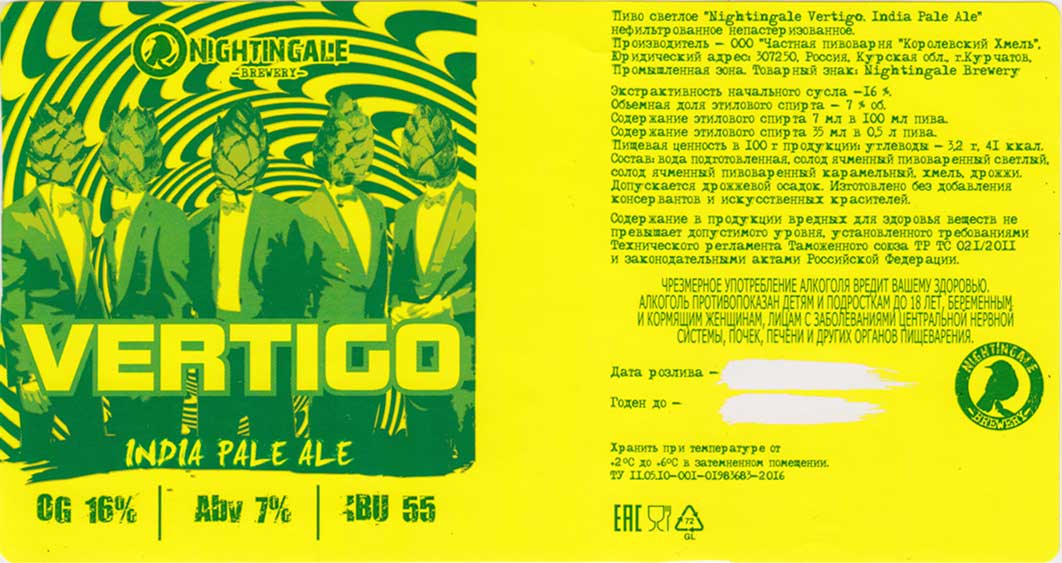 NIGHTINGALE
BREWERY
VERTIGO
INDIA PALE ALE
OG 16% ABV 7% IBU 55
Пиво светлое "Nightingale Vertigo. India Pale Ale"
нефильтрованное непастеризованное.
Производитель – ООО "Частная пивоварня "Королевский Хмель",
Юридический адрес: 307250, Россия, Курская обл., г.Курчатов,
Промышленная зона. Товарный знак: Nightingale Brewery
Экстрактивность начального сусла –16 %.
Объемная доля этилового спирта – 7 % об.
Содержание этилового спирта 7 мл в 100 мл пива.
Содержание этилового спирта 35 мл в 0,5 л пива.
Пищевая ценность в 100 г продукции: углеводы – 3,2 г, 41 ккал.
Состав: вода подготовленная, солод ячменный пивоваренный светлый,
солод ячменный пивоваренный карамельный, хмель, дрожжи.
Допускается дрожжевой осадок. Изготовлено без добавления
консервантов и искусственных красителей.
Содержание в продукции вредных для здоровья веществ не
превышает допустимого уровня, установленного требованиями
Технического регламента Таможенного союза ТР ТС 021/2011
и законодательными актами Российской Федерации.
ЧРЕЗМЕРНОЕ УПОТРЕБЛЕНИЕ АЛКОГОЛЯ ВРЕДИТ ВАШЕМУ ЗДОРОВЬЮ.
АЛКОГОЛЬ ПРОТИВОПОКАЗАН ДЕТЯМ И ПОДРОСТКАМ ДО 18 ЛЕТ, БЕРЕМЕННЫМ
И КОРМЯЩИМ ЖЕНЩИНАМ, ЛИЦАМ С ЗАБОЛЕВАНИЯМИ ЦЕНТРАЛЬНОЙ НЕРВНОЙ
СИСТЕМЫ, ПОЧЕК, ПЕЧЕНИ И ДРУГИХ ОРГАНОВ ПИЩЕВАРЕНИЯ.
Дата розлива –
Годен до –
NIGHTINGALE
BREWERY
Хранить при температуре от
+2°С до +6°С в затемненном помещении.
ТУ 11.05.10-001-01983683-2016
EAC 72
GL